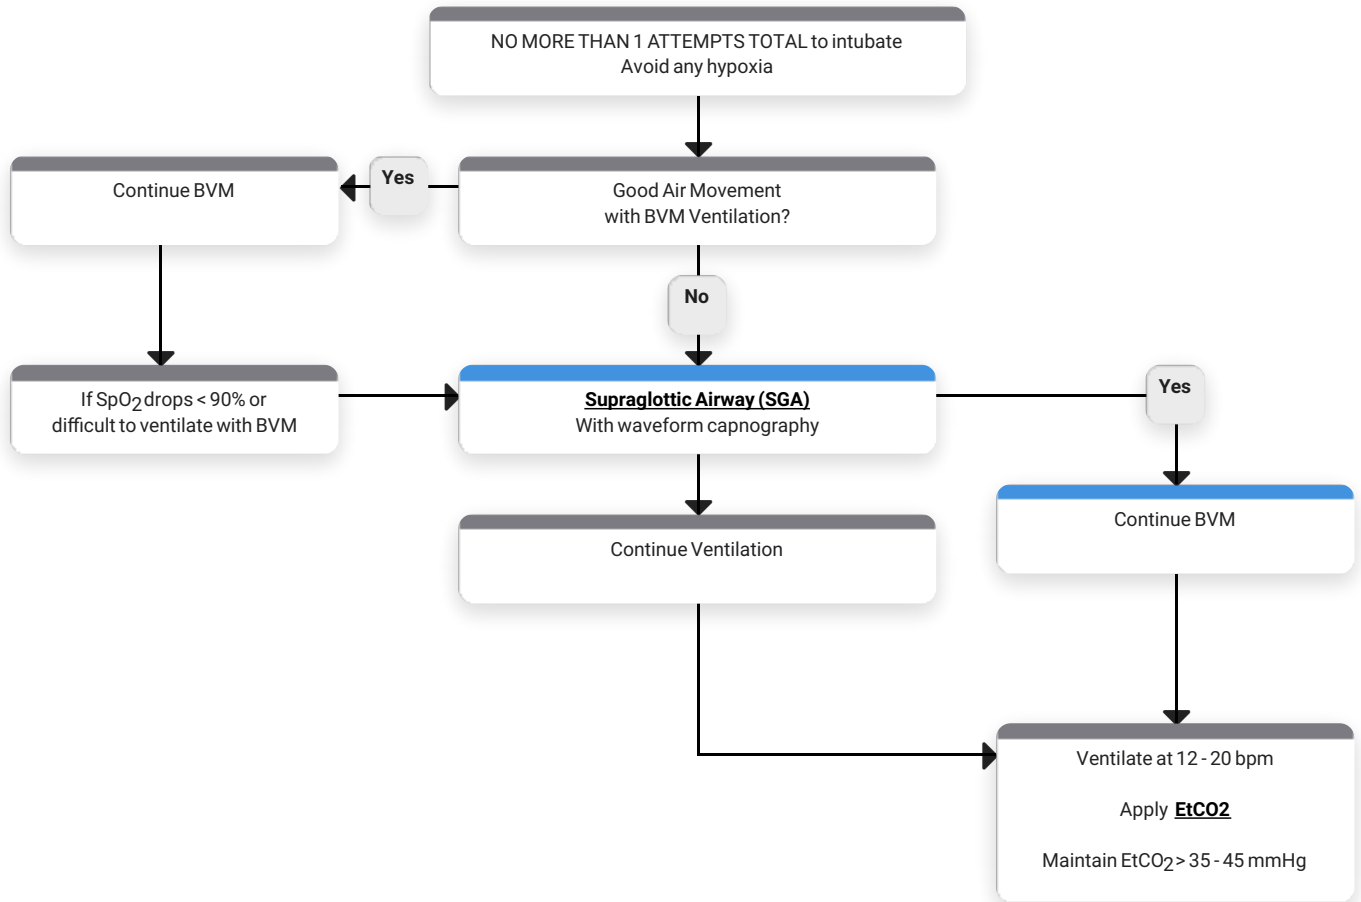 NO MORE THAN 1 ATTEMPTS TOTAL to intubate
Avoid any hypoxia
Continue BVM
Yes
Good Air Movement
with BVM Ventilation?
No
If SpO2 drops < 90% or
difficult to ventilate with BVM
Supraglottic Airway (SGA)
With waveform capnography
Yes
Continue Ventilation
Continue BVM
Ventilate at 12 - 20 bpm
Apply EtCO2
Maintain EtCO2 > 35 - 45 mmHg